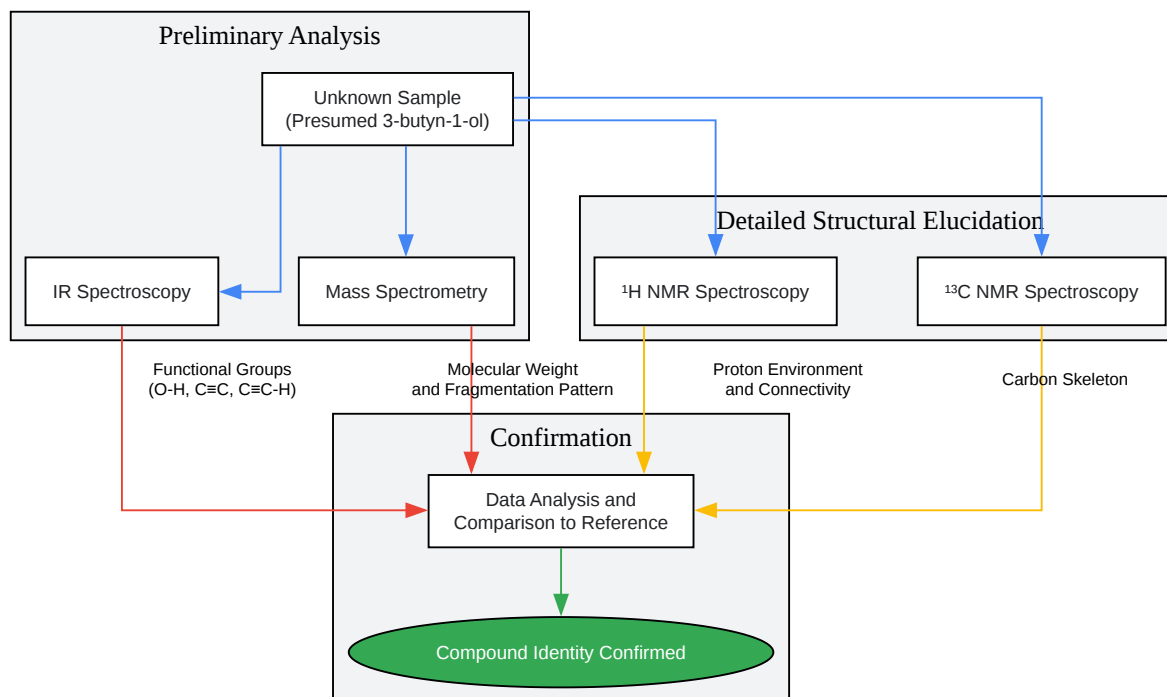 Preliminary Analysis
Unknown Sample
(Presumed 3-butyn-1-ol)
Detailed Structural Elucidation
IR Spectroscopy
Mass Spectrometry
¹H NMR Spectroscopy
¹³C NMR Spectroscopy
Functional Groups
(O-H, C≡C, C≡C-H)
Molecular Weight
and Fragmentation Pattern
Proton Environment
and Connectivity
Carbon Skeleton
Confirmation
Data Analysis and
Comparison to Reference
Compound Identity Confirmed